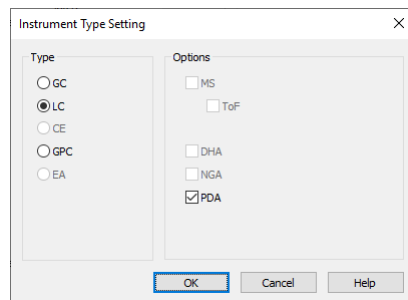 Instrument Type Setting
Type
GC
LC
CE
GPC
EA
Options
MS
ToF
DHA
NGA
PDA
OK
Cancel
Help